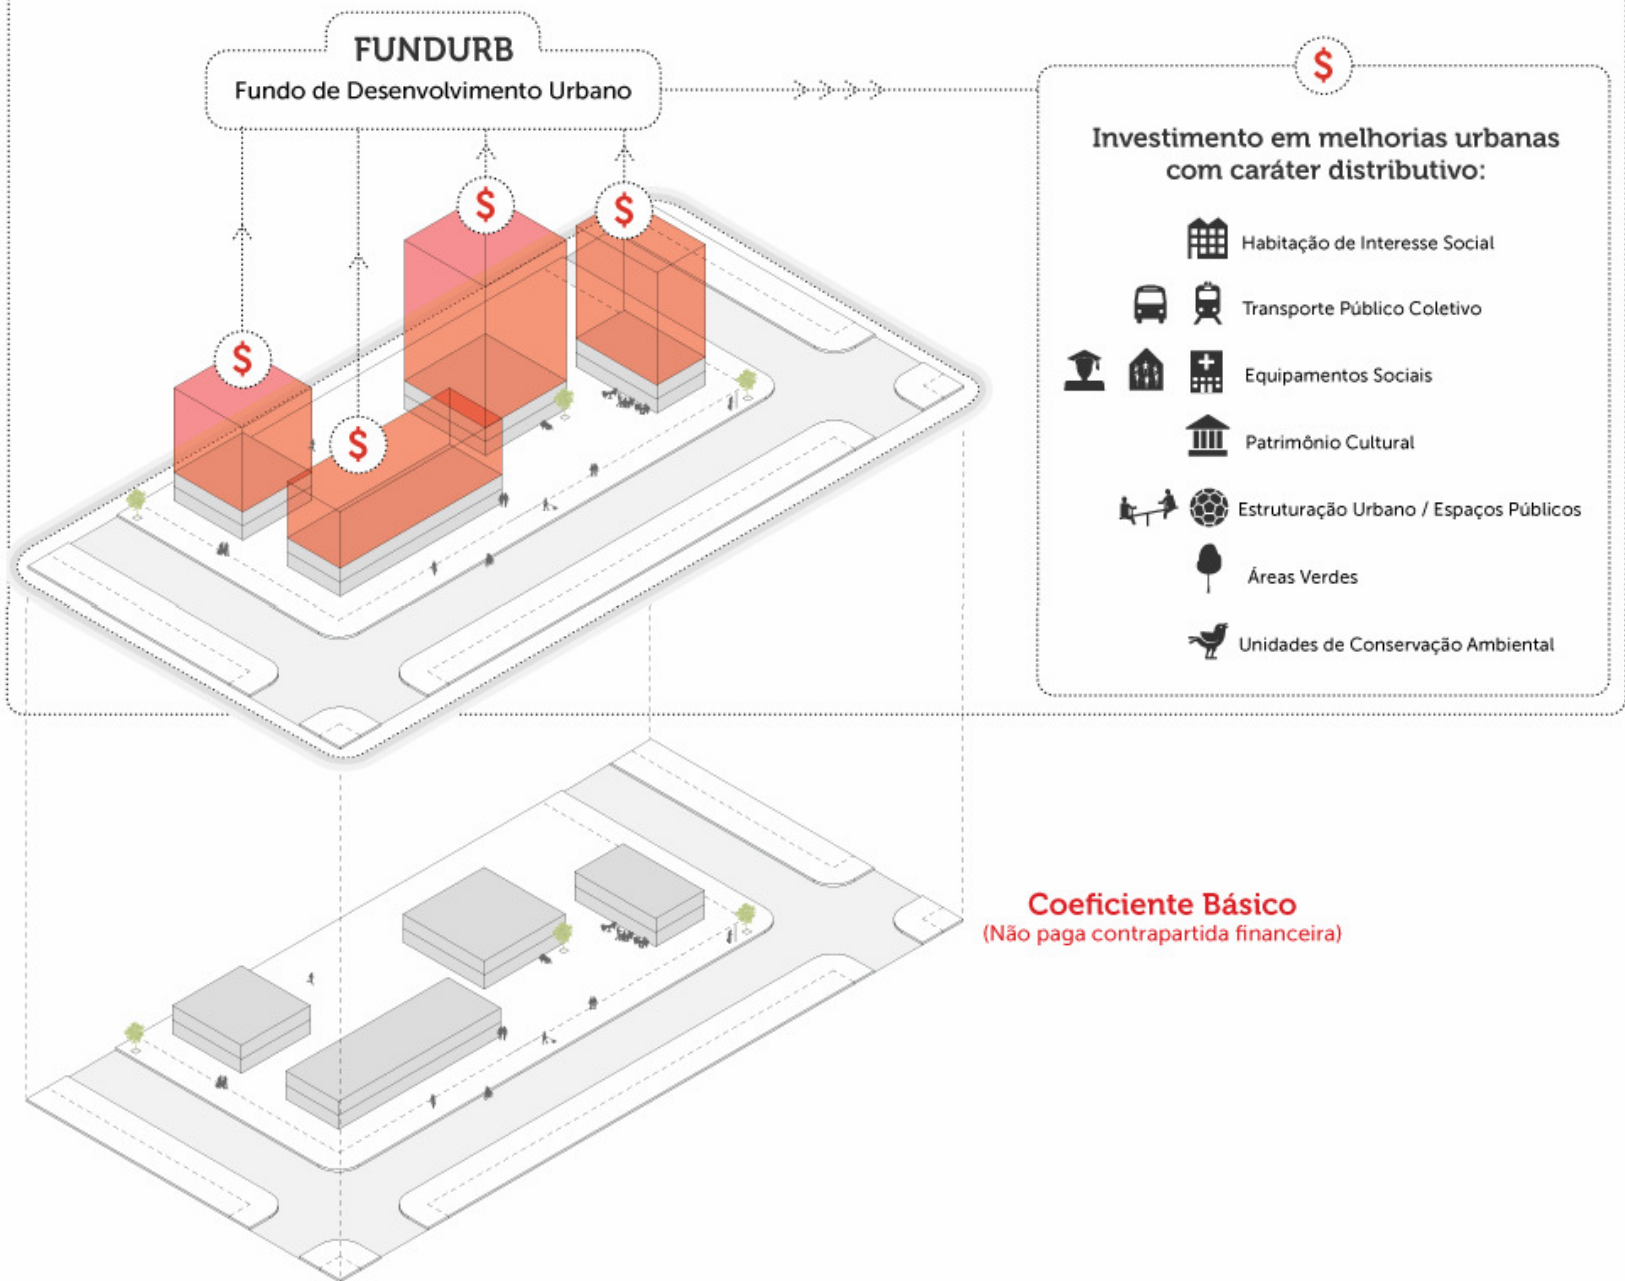 FUNDURB
Fundo de Desenvolvimento Urbano
$
$
$
$
$
Investimento em melhorias urbanas
com caráter distributivo:
Habitação de Interesse Social
Transporte Público Coletivo
Equipamentos Sociais
Patrimônio Cultural
Estruturação Urbano / Espaços Públicos
Áreas Verdes
Unidades de Conservação Ambiental
Coeficiente Básico
(Não paga contrapartida financeira)